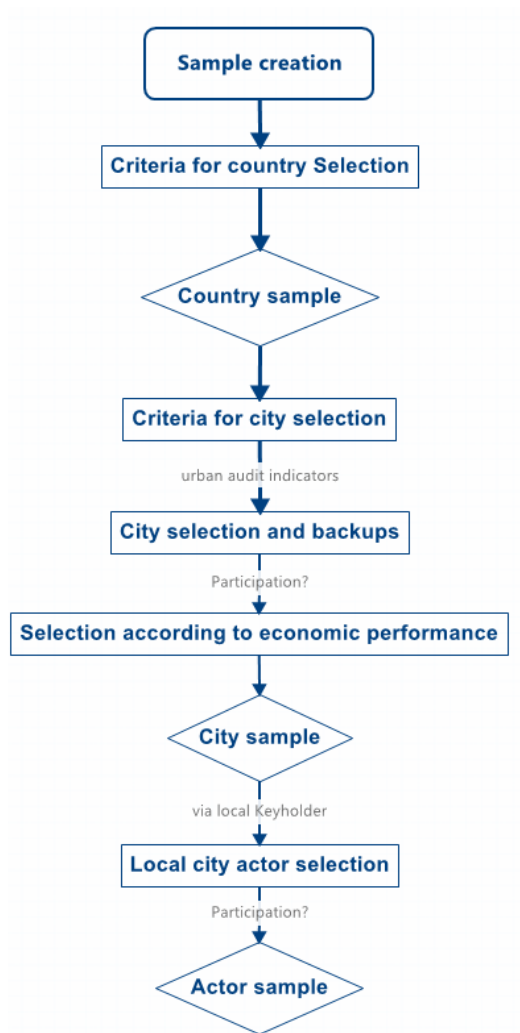 Sample creation
Criteria for country Selection
Country sample
Criteria for city selection
urban audit indicators
City selection and backups
Participation?
Selection according to economic performance
City sample
via local Keyholder
Local city actor selection
Participation?
Actor sample